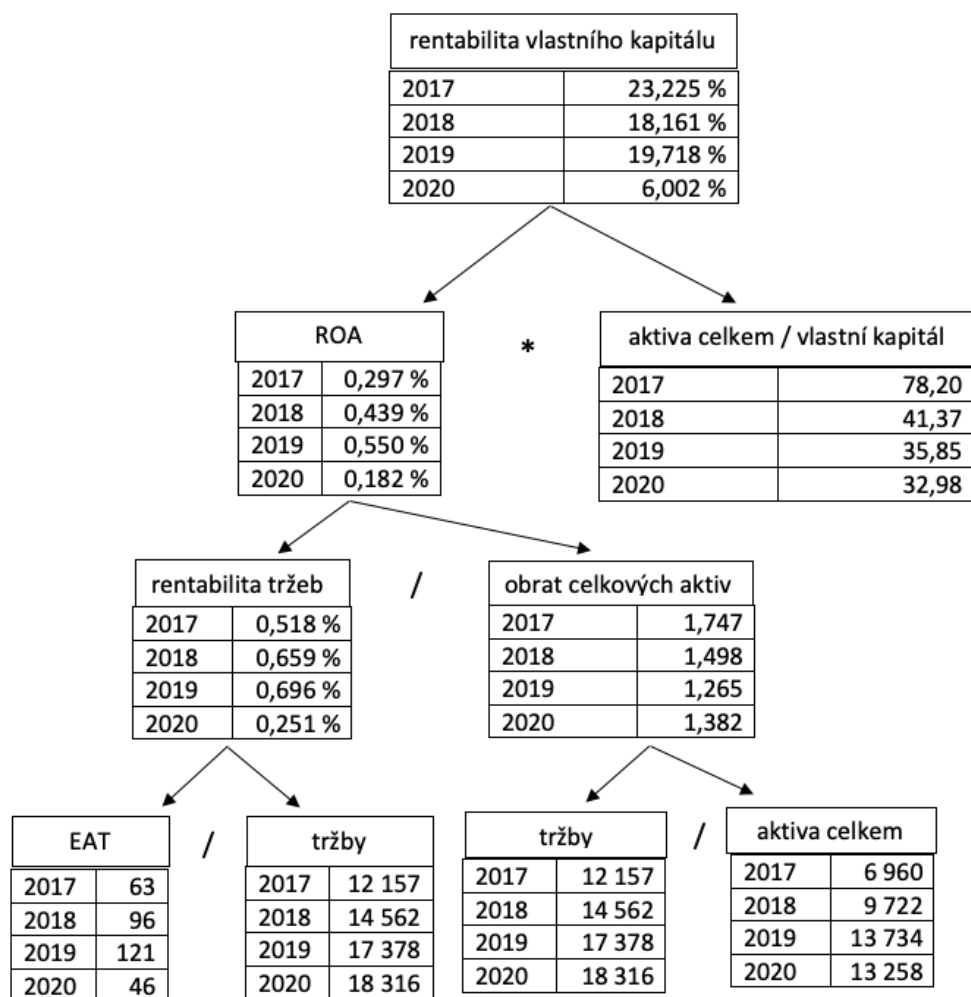 rentabilita vlastního kapitálu
2017 23,225 %
2018 18,161 %
2019 19,718 %
2020 6,002 %
ROA
2017 0,297 %
2018 0,439 %
2019 0,550 %
2020 0,182 %
*
aktiva celkem / vlastní kapitál
2017 78,20
2018 41,37
2019 35,85
2020 32,98
rentabilita tržeb
2017 0,518 %
2018 0,659 %
2019 0,696 %
2020 0,251 %
/
obrat celkových aktiv
2017 1,747
2018 1,498
2019 1,265
2020 1,382
EAT
2017 63
2018 96
2019 121
2020 46
/
tržby
2017 12 157
2018 14 562
2019 17 378
2020 18 316
tržby
2017 12 157
2018 14 562
2019 17 378
2020 18 316
/
aktiva celkem
2017 6 960
2018 9 722
2019 13 734
2020 13 258